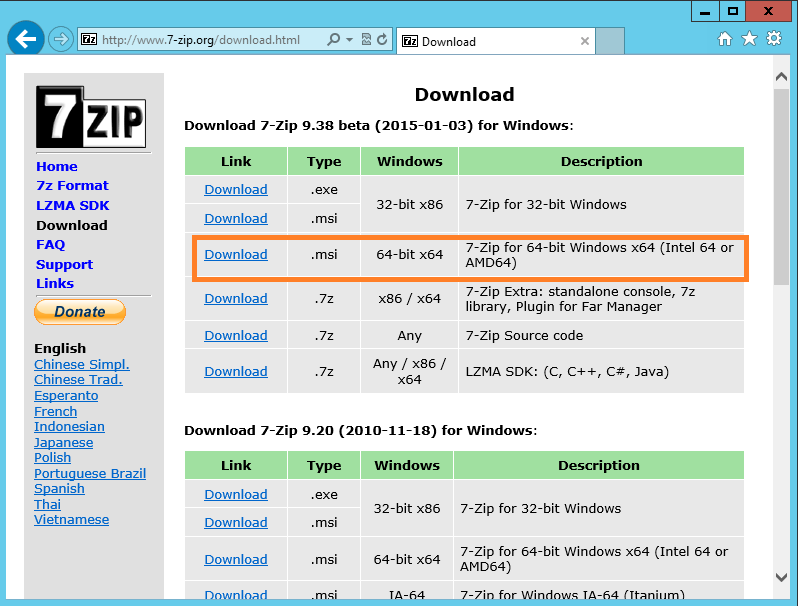 X
7z http://www.7-zip.org/download.html
7z Download
7ZIP
Home
7z Format
LZMA SDK
Download
FAQ
Support
Links
Donate
English
Chinese Simpl.
Chinese Trad.
Esperanto
French
Indonesian
Japanese
Polish
Portuguese Brazil
Spanish
Thai
Vietnamese
Download
Download 7-Zip 9.38 beta (2015-01-03) for Windows:
Link Type Windows Description
Download .exe 32-bit x86 7-Zip for 32-bit Windows
Download .msi
Download .msi 64-bit x64 7-Zip for 64-bit Windows x64 (Intel 64 or
AMD64)
Download .7z x86 / x64 7-Zip Extra: standalone console, 7z
library, Plugin for Far Manager
Download .7z Any 7-Zip Source code
Download .7z Any / x86 /
x64 LZMA SDK: (C, C++, C#, Java)
Download 7-Zip 9.20 (2010-11-18) for Windows:
Link Type Windows Description
Download .exe 32-bit x86 7-Zip for 32-bit Windows
Download .msi
Download .msi 64-bit x64 7-Zip for 64-bit Windows x64 (Intel 64 or
AMD64)
Download .msi IA-64 7-Zip for Windows IA-64 (Itanium)